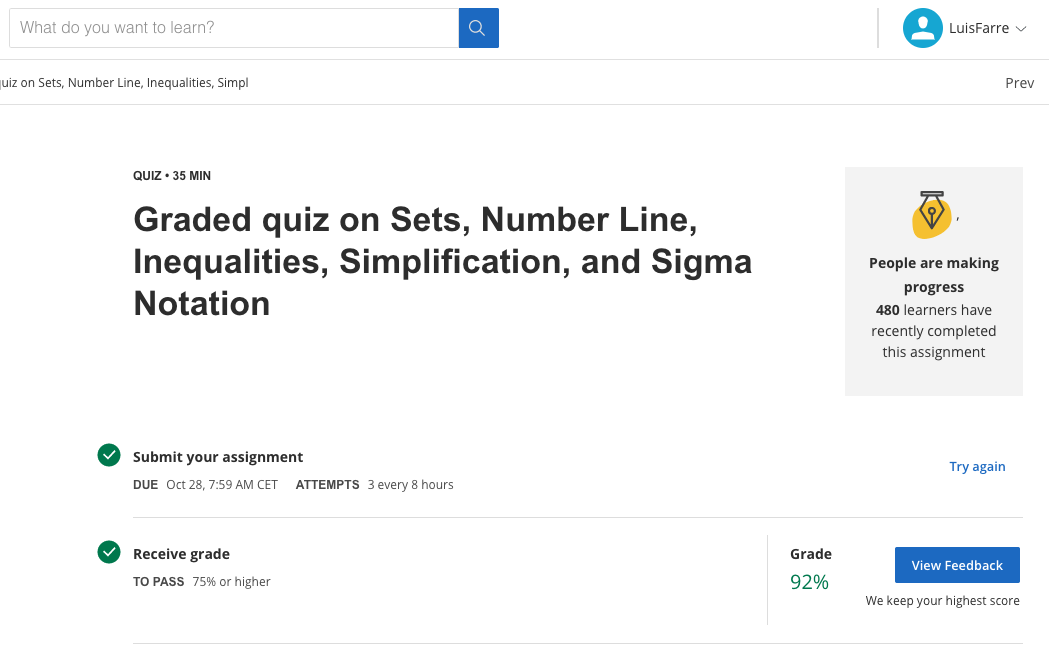 What do you want to learn?
LuisFarre
quiz on Sets, Number Line, Inequalities, Simpl
Prev
QUIZ • 35 MIN
Graded quiz on Sets, Number Line,
Inequalities, Simplification, and Sigma
Notation
People are making
progress
480 learners have
recently completed
this assignment
Submit your assignment
DUE Oct 28, 7:59 AM CET ATTEMPTS 3 every 8 hours
Try again
Receive grade
TO PASS 75% or higher
Grade
92%
View Feedback
We keep your highest score